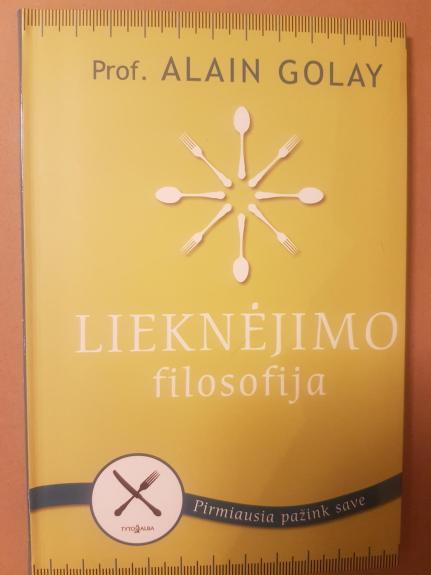 Prof. ALAIN GOLAY
LIEKNĖJIMO
filosofija
Pirmiausia pažink save
TYTO ALBA